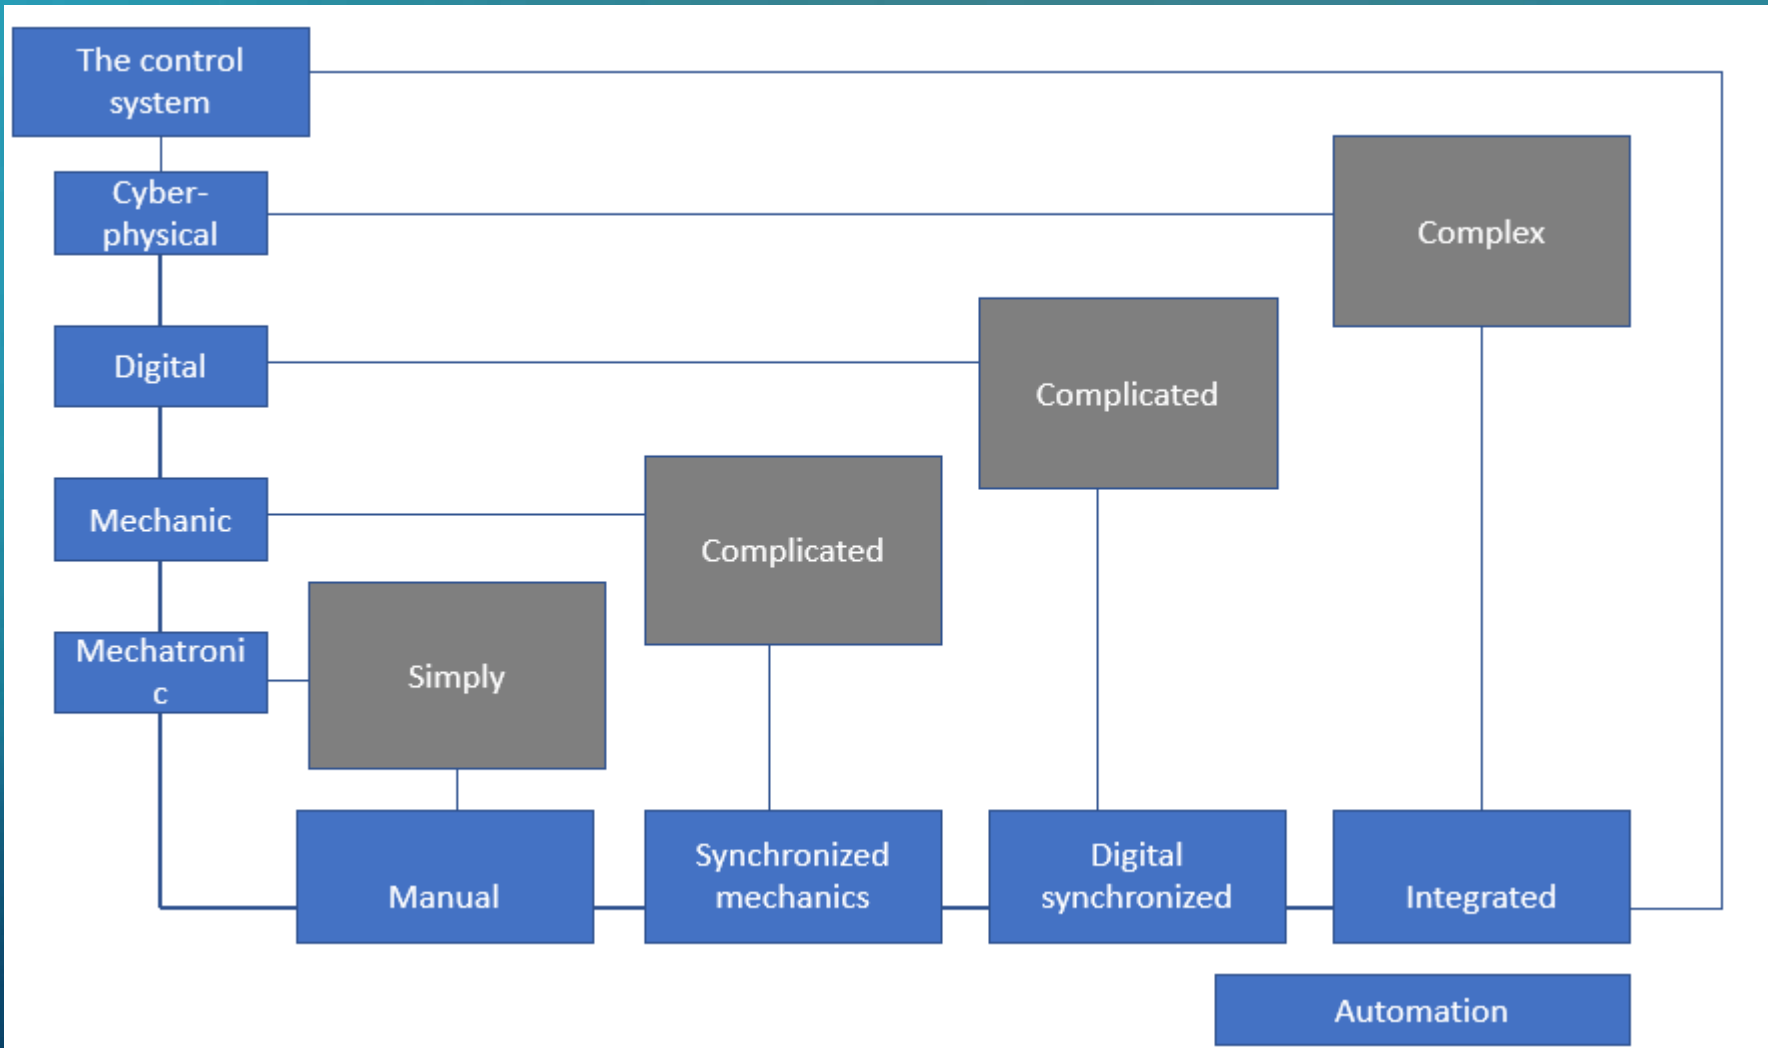 The control
system
Cyber-
physical
Complex
Digital
Complicated
Mechanic
Complicated
Mechatroni
c
Simply
Manual
Synchronized
mechanics
Digital
synchronized
Integrated
Automation